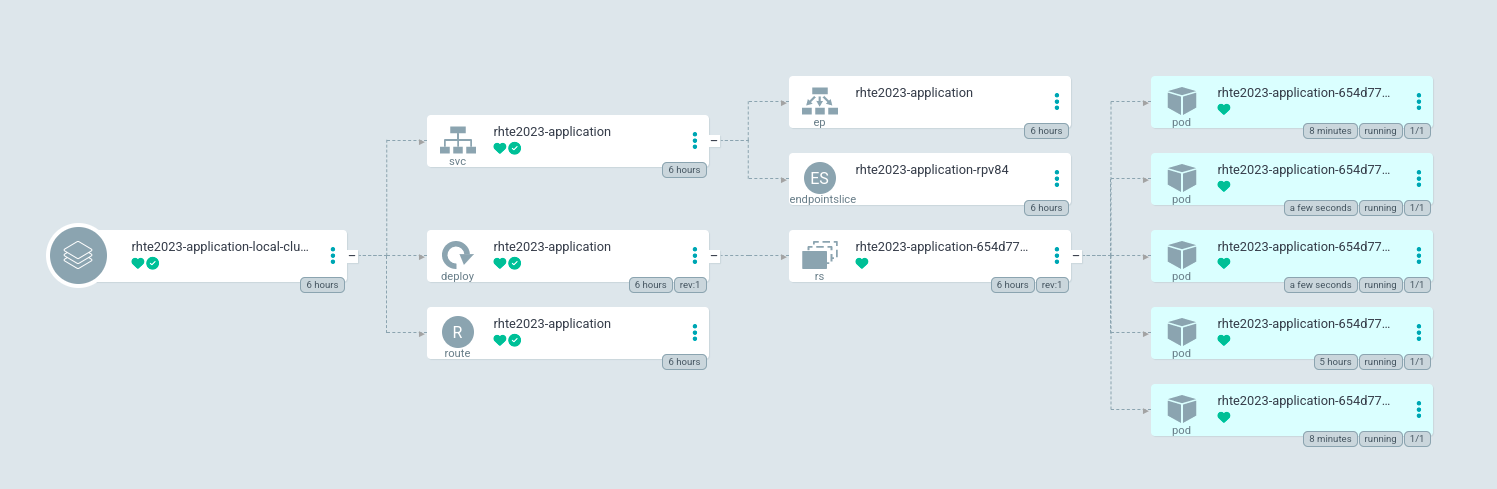 rhte2023-application-local-clu...
6 hours
rhte2023-application
svc
6 hours
rhte2023-application
deploy
6 hours
rev:1
rhte2023-application
R
route
6 hours
rhte2023-application
ep
6 hours
ES
rhte2023-application-rpv84
endpointslice
6 hours
rhte2023-application-654d77...
rs
6 hours
rev:1
rhte2023-application-654d77...
pod
8 minutes
running
1/1
rhte2023-application-654d77...
pod
a few seconds
running
1/1
rhte2023-application-654d77...
pod
a few seconds
running
1/1
rhte2023-application-654d77...
pod
5 hours
running
1/1
rhte2023-application-654d77...
pod
8 minutes
running
1/1